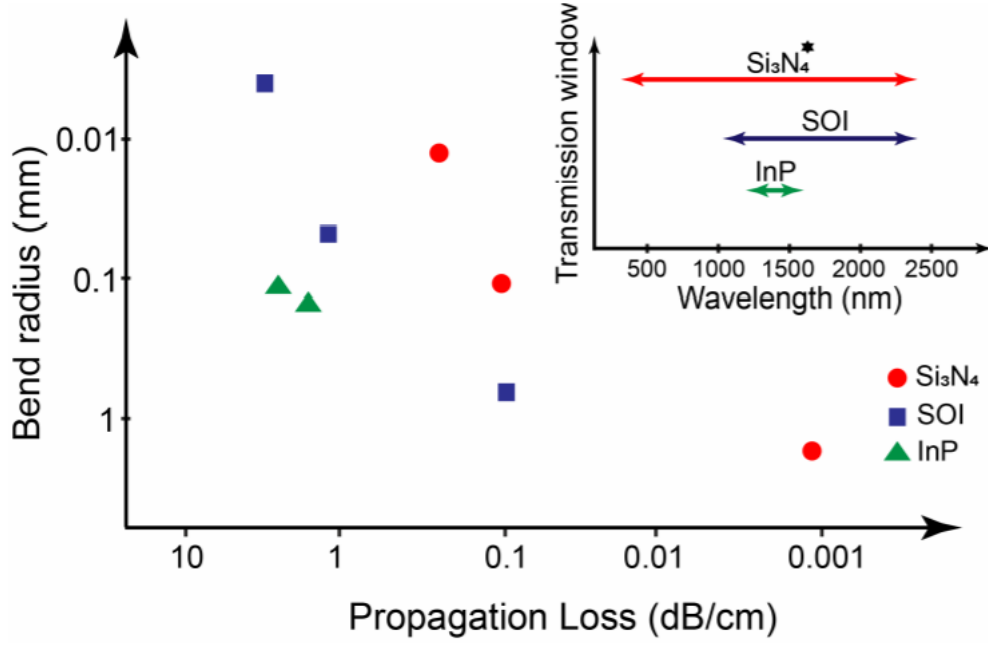 Bend radius (mm)
0.01
0.1
1
10
1
0.1
0.01
0.001
Propagation Loss (dB/cm)
Transmission window
Si₃N₄*
SOI
InP
500
1000
1500
2000
2500
Wavelength (nm)
Si₃N₄
SOI
InP